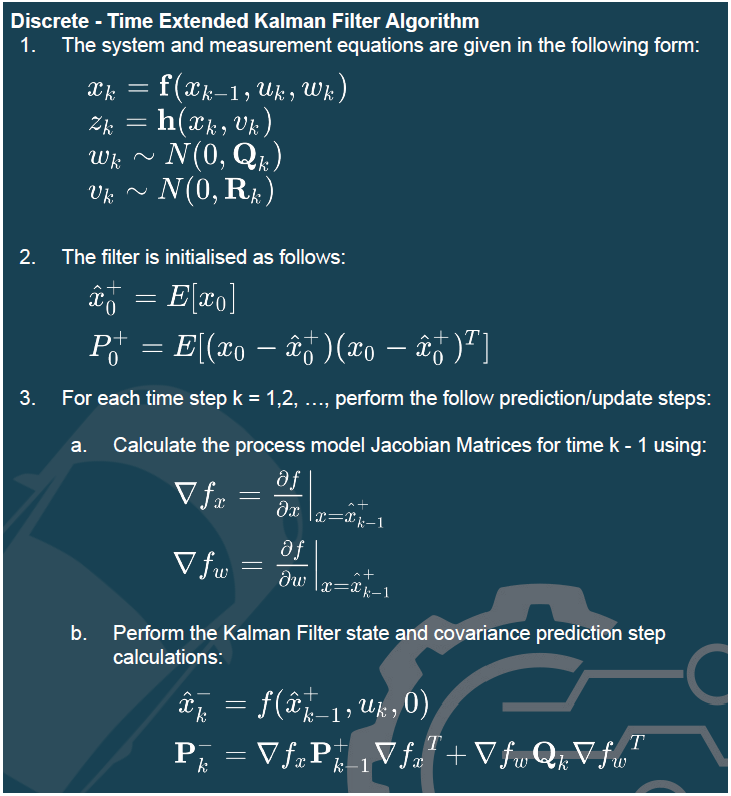 Discrete - Time Extended Kalman Filter Algorithm
1. The system and measurement equations are given in the following form:
$x_k = \mathbf{f}(x_{k-1}, u_k, w_k)$
$z_k = \mathbf{h}(x_k, v_k)$
$w_k \sim N(0, \mathbf{Q}_k)$
$v_k \sim N(0, \mathbf{R}_k)$
2. The filter is initialised as follows:
$\hat{x}_0^+ = E[x_0]$
$P_0^+ = E[(x_0 - \hat{x}_0^+)(x_0 - \hat{x}_0^+)^T]$
3. For each time step k = 1,2, …, perform the follow prediction/update steps:
a. Calculate the process model Jacobian Matrices for time k - 1 using:
$\nabla f_x = \frac{\partial f}{\partial x}\Big|_{x=\hat{x}_{k-1}^+}$
$\nabla f_w = \frac{\partial f}{\partial w}\Big|_{x=\hat{x}_{k-1}^+}$
b. Perform the Kalman Filter state and covariance prediction step
calculations:
$\hat{x}_k^- = f(\hat{x}_{k-1}^+, u_k, 0)$
$\mathbf{P}_k^- = \nabla f_x \mathbf{P}_{k-1}^+ \nabla f_x^T + \nabla f_w \mathbf{Q}_k \nabla f_w^T$